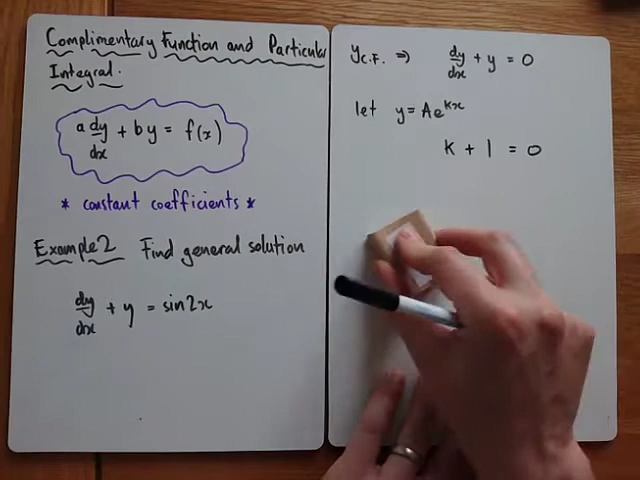 Complimentary Function and Particular
Integral.
a dy/dx + by = f(x)
* constant coefficients *
Example 2 Find general solution
dy/dx + y = sin2x
y C.F. ⇒ dy/dx + y = 0
let y = Ae^kx
k + 1 = 0